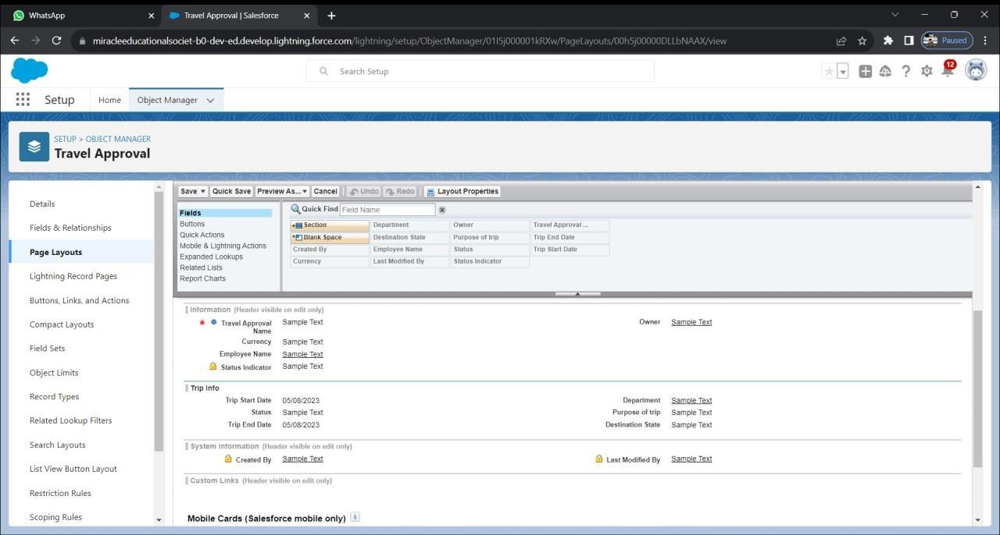 WhatsApp
Travel Approval | Salesforce
miracleeducationalsociet-b0-dev-ed.develop.lightning.force.com/lightning/setup/ObjectManager/01I5j000001kRXw/PageLayouts/00h5j00000DLLbNAAX/view
Paused
Search Setup
12
Setup
Home
Object Manager
SETUP > OBJECT MANAGER
Travel Approval
Details
Fields & Relationships
Page Layouts
Lightning Record Pages
Buttons, Links, and Actions
Compact Layouts
Field Sets
Object Limits
Record Types
Related Lookup Filters
Search Layouts
List View Button Layout
Restriction Rules
Scoping Rules
Save Quick Save Preview As... Cancel Undo Redo Layout Properties
Fields
Buttons
Quick Actions
Mobile & Lightning Actions
Expanded Lookups
Related Lists
Report Charts
Quick Find Field Name
Section Department Owner Travel Approval ...
Blank Space Destination State Purpose of trip Trip End Date
Created By Employee Name Status Trip Start Date
Currency Last Modified By Status Indicator
Information (Header visible on edit only)
Travel Approval Name Sample Text Owner Sample Text
Currency Sample Text
Employee Name Sample Text
Status Indicator Sample Text
Trip Info
Trip Start Date 05/08/2023 Department Sample Text
Status Sample Text Purpose of trip Sample Text
Trip End Date 05/08/2023 Destination State Sample Text
System Information (Header visible on edit only)
Created By Sample Text Last Modified By Sample Text
Custom Links (Header visible on edit only)
Mobile Cards (Salesforce mobile only) i